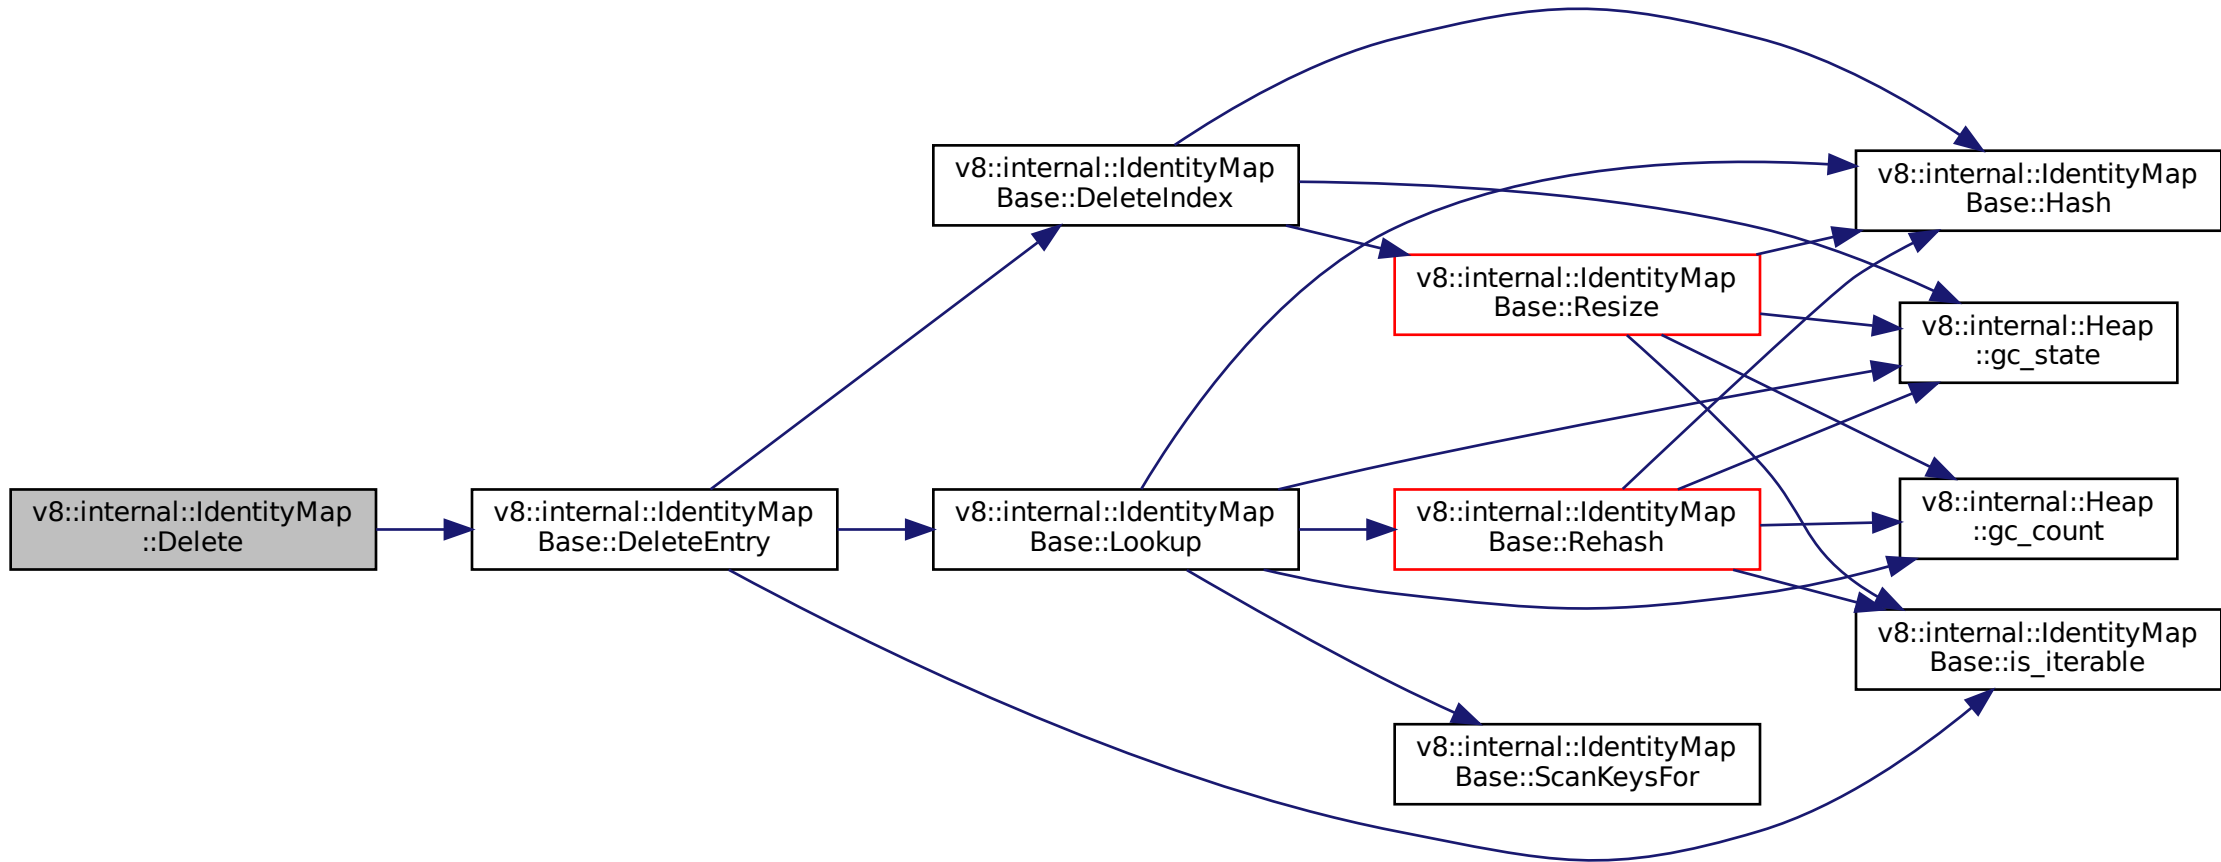 v8::internal::IdentityMap
::Delete
v8::internal::IdentityMap
Base::DeleteEntry
v8::internal::IdentityMap
Base::DeleteIndex
v8::internal::IdentityMap
Base::Lookup
v8::internal::IdentityMap
Base::Resize
v8::internal::IdentityMap
Base::Rehash
v8::internal::IdentityMap
Base::ScanKeysFor
v8::internal::IdentityMap
Base::Hash
v8::internal::Heap
::gc_state
v8::internal::Heap
::gc_count
v8::internal::IdentityMap
Base::is_iterable